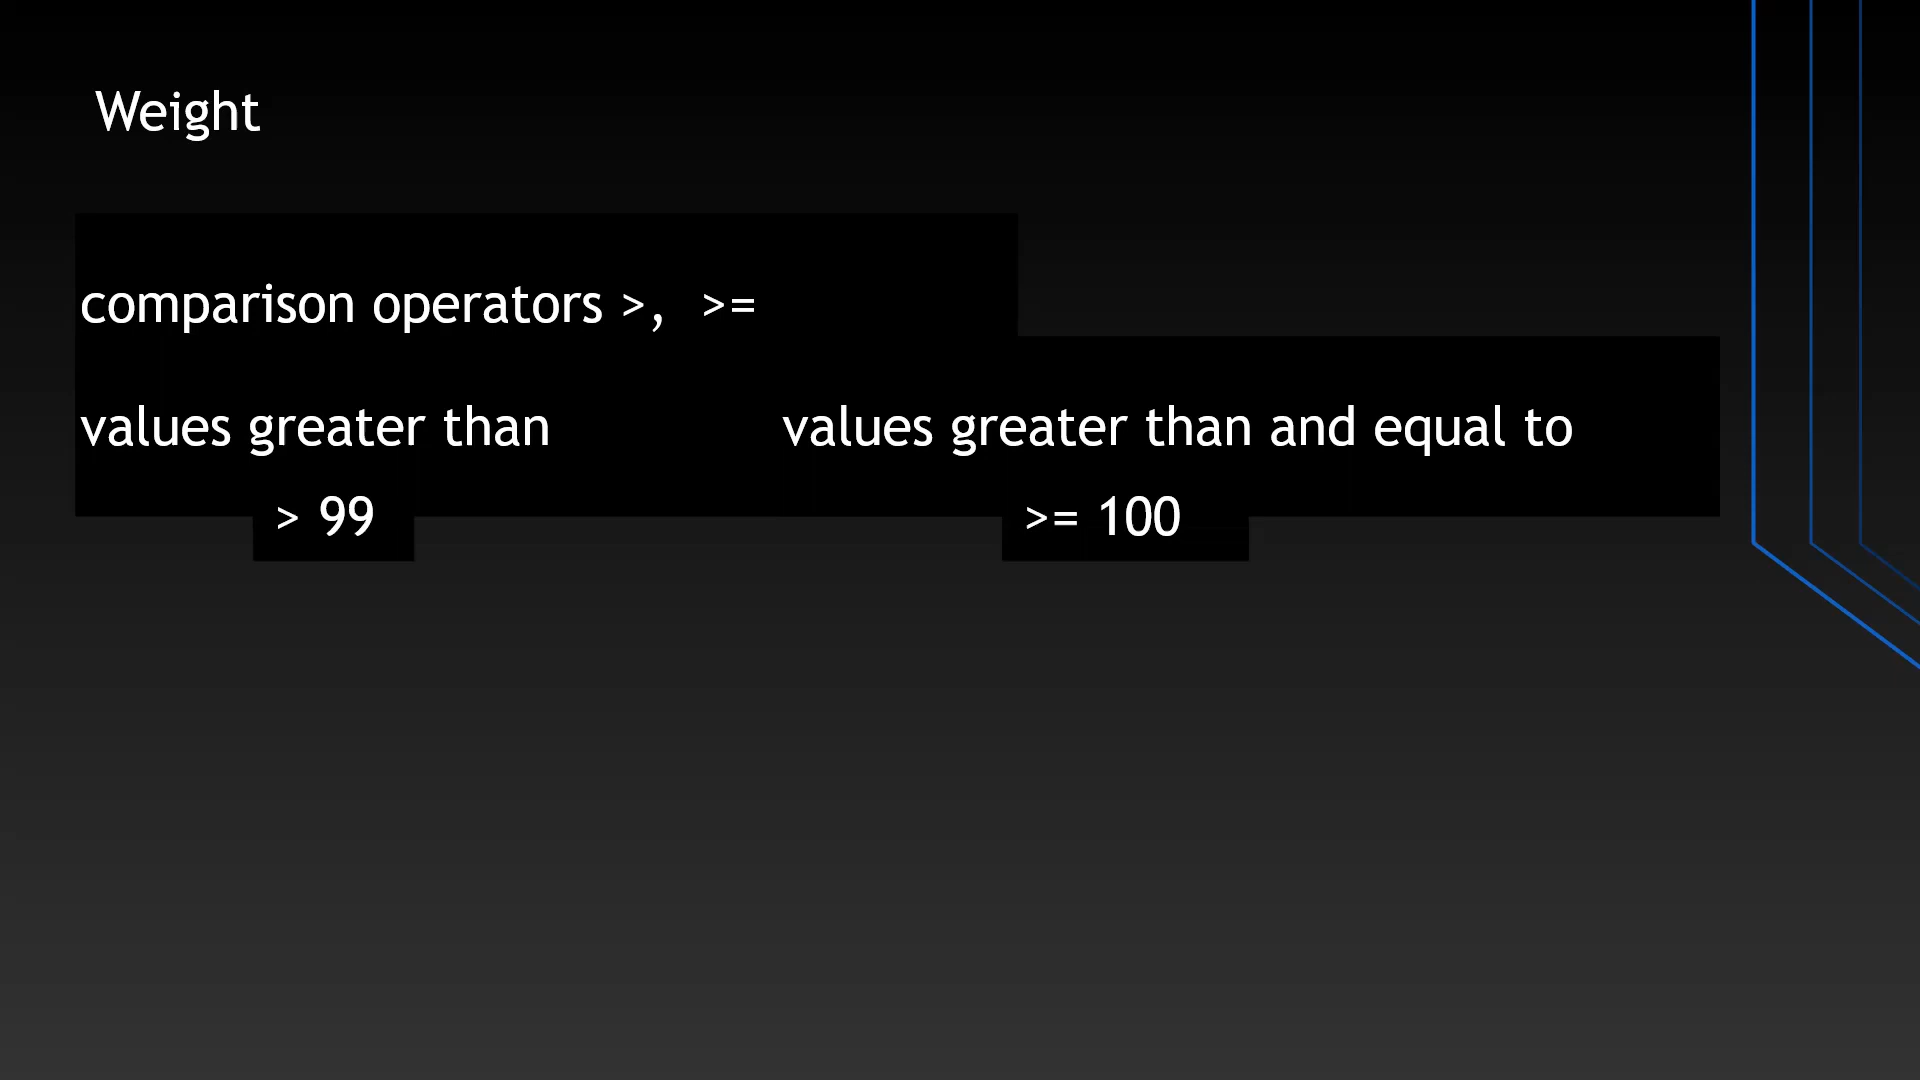 Weight
comparison operators >, >=
values greater than
values greater than and equal to
> 99
>= 100